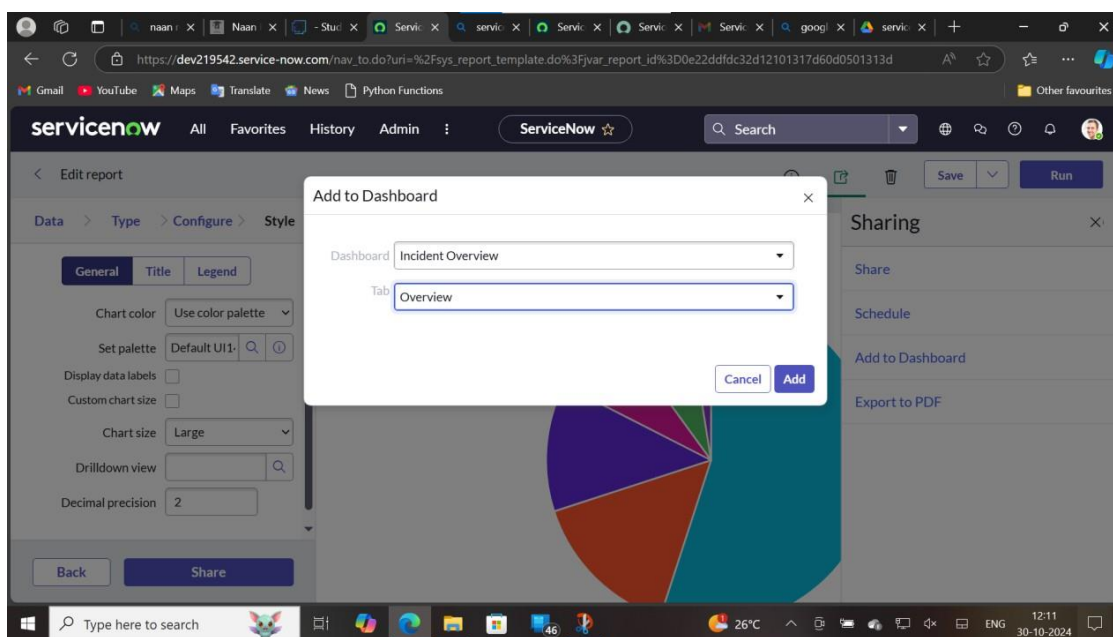 naan r
Naan
- Stud
Servic
servic
Servic
Servic
Servic
googl
servic
https://dev219542.service-now.com/nav_to.do?uri=%2Fsys_report_template.do%3Fjvar_report_id%3D0e22ddfdc32d12101317d60d0501313d
Gmail YouTube Maps Translate News Python Functions Other favourites
servicenow All Favorites History Admin ServiceNow Search
Edit report Save Run
Add to Dashboard
Data > Type > Configure > Style
Sharing
Dashboard Incident Overview
General Title Legend
Share
Tab Overview
Chart color Use color palette
Schedule
Set palette Default UI1-
Display data labels
Add to Dashboard
Cancel Add
Custom chart size
Export to PDF
Chart size Large
Drilldown view
Decimal precision 2
Back Share
Type here to search 46 26°C ENG 12:11
30-10-2024